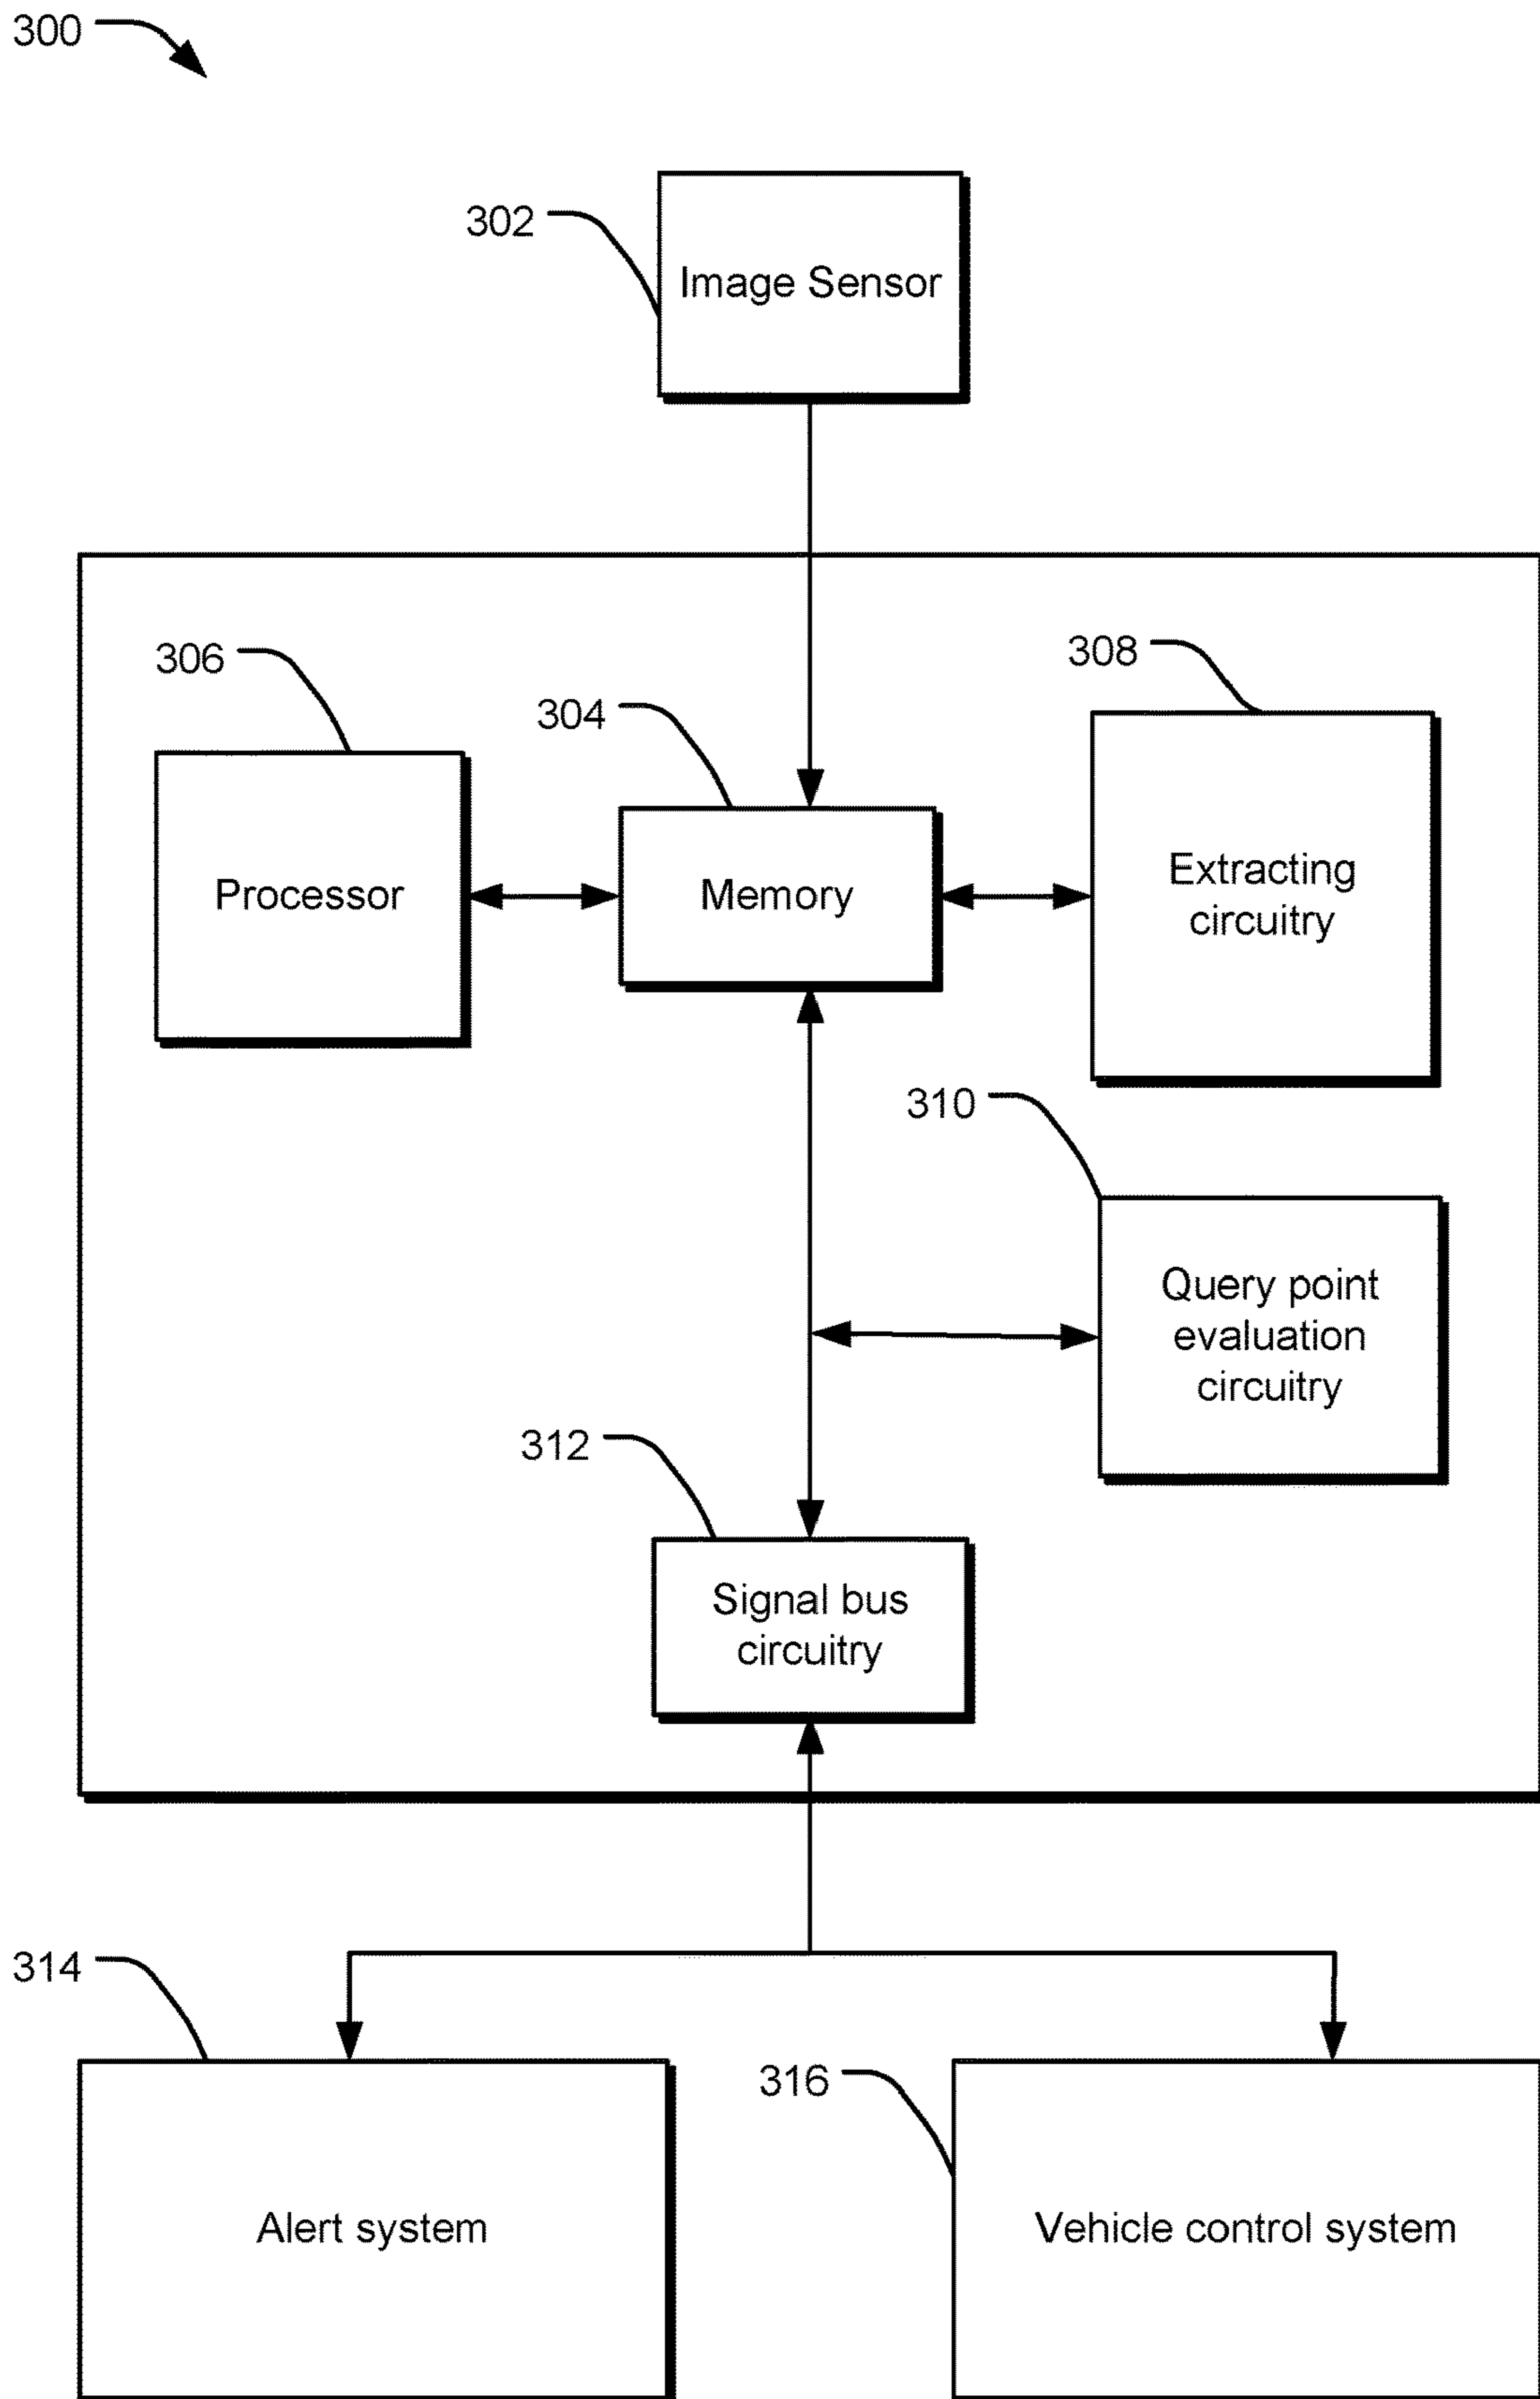 300
302
Image Sensor
306
308
304
Processor
Memory
Extracting
circuitry
310
Query point
evaluation
circuitry
312
Signal bus
circuitry
314
316
Alert system
Vehicle control system